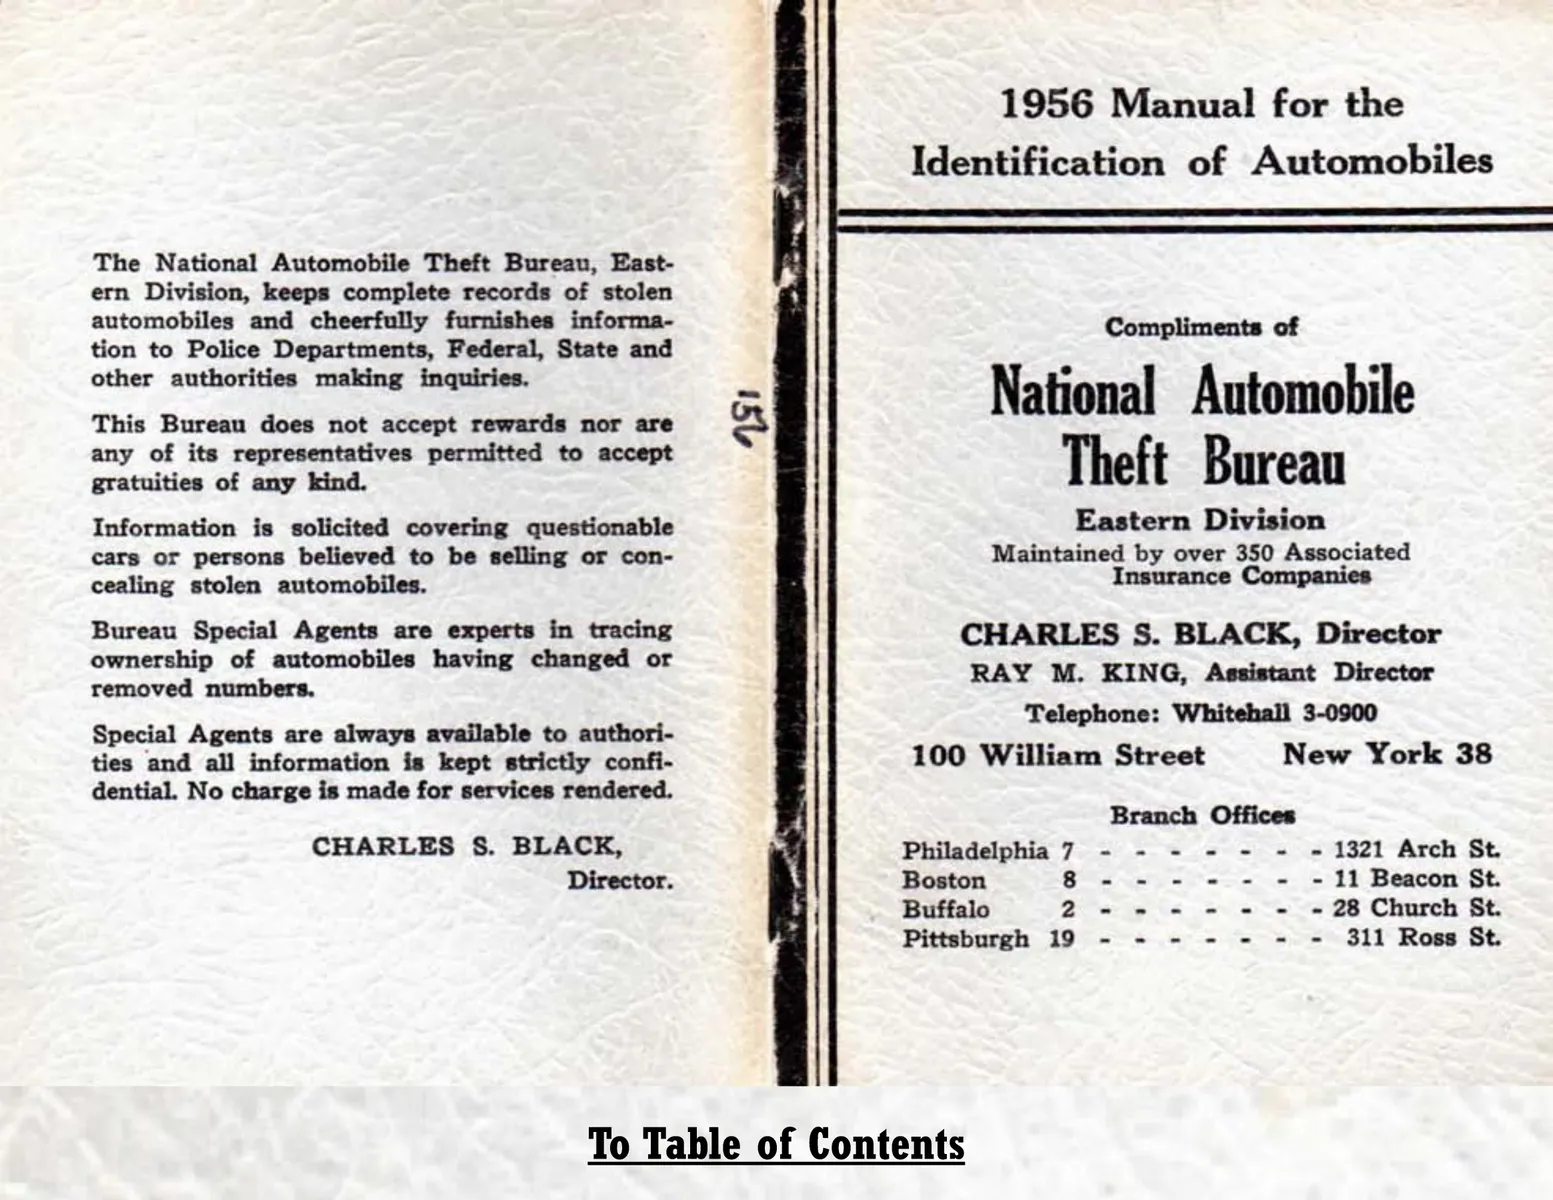 The National Automobile Theft Bureau, East-
ern Division, keeps complete records of stolen
automobiles and cheerfully furnishes informa-
tion to Police Departments, Federal, State and
other authorities making inquiries.
This Bureau does not accept rewards nor are
any of its representatives permitted to accept
gratuities of any kind.
Information is solicited covering questionable
cars or persons believed to be selling or con-
cealing stolen automobiles.
Bureau Special Agents are experts in tracing
ownership of automobiles having changed or
removed numbers.
Special Agents are always available to authori-
ties and all information is kept strictly confi-
dential. No charge is made for services rendered.
CHARLES S. BLACK,
Director.
156
1956 Manual for the
Identification of Automobiles
Compliments of
National Automobile
Theft Bureau
Eastern Division
Maintained by over 350 Associated
Insurance Companies
CHARLES S. BLACK, Director
RAY M. KING, Assistant Director
Telephone: Whitehall 3-0900
100 William Street New York 38
Branch Offices
Philadelphia 7 - - - - - - - 1321 Arch St.
Boston 8 - - - - - - - 11 Beacon St.
Buffalo 2 - - - - - - - 28 Church St.
Pittsburgh 19 - - - - - - - 311 Ross St.
To Table of Contents